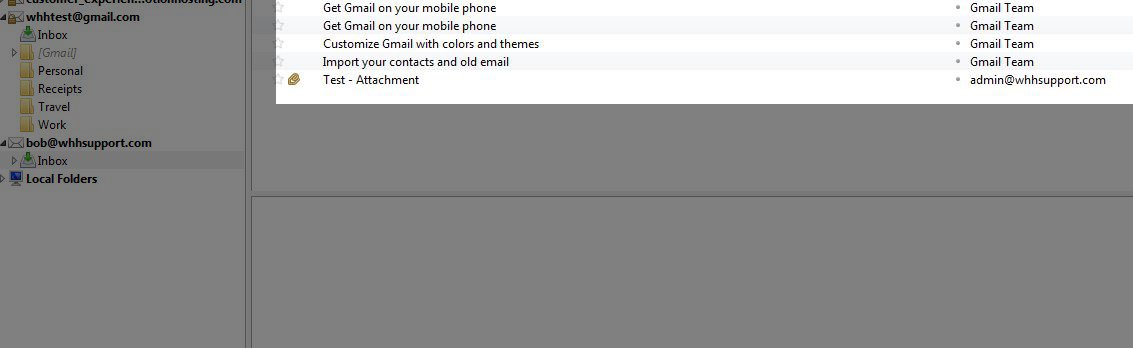 customer_experien...otionhosting.com
whhtest@gmail.com
Inbox
[Gmail]
Personal
Receipts
Travel
Work
bob@whhsupport.com
Inbox
Local Folders
Get Gmail on your mobile phone Gmail Team
Get Gmail on your mobile phone Gmail Team
Customize Gmail with colors and themes Gmail Team
Import your contacts and old email Gmail Team
Test - Attachment admin@whhsupport.com